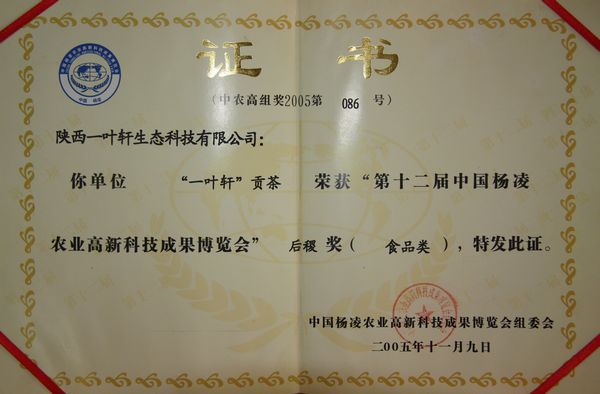 证书
(中农高组奖2005第 086 号)
陕西一叶轩生态科技有限公司:
你单位 “一叶轩”贡茶 荣获“第十二届中国杨凌
农业高新科技成果博览会” 后稷 奖( 食品类 ),特发此证。
中国杨凌农业高新科技成果博览会组委会
二00五年十一月九日